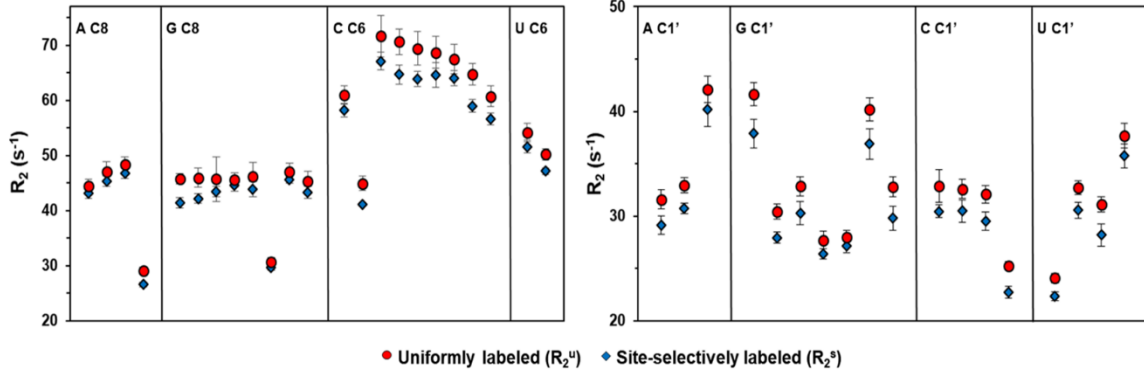 A C8 G C8 C C6 U C6
70
60
50
40
30
20
R₂ (s⁻¹)
A C1’ G C1’ C C1’ U C1’
50
40
30
20
R₂ (s⁻¹)
Uniformly labeled (R₂ᵘ) Site-selectively labeled (R₂ˢ)